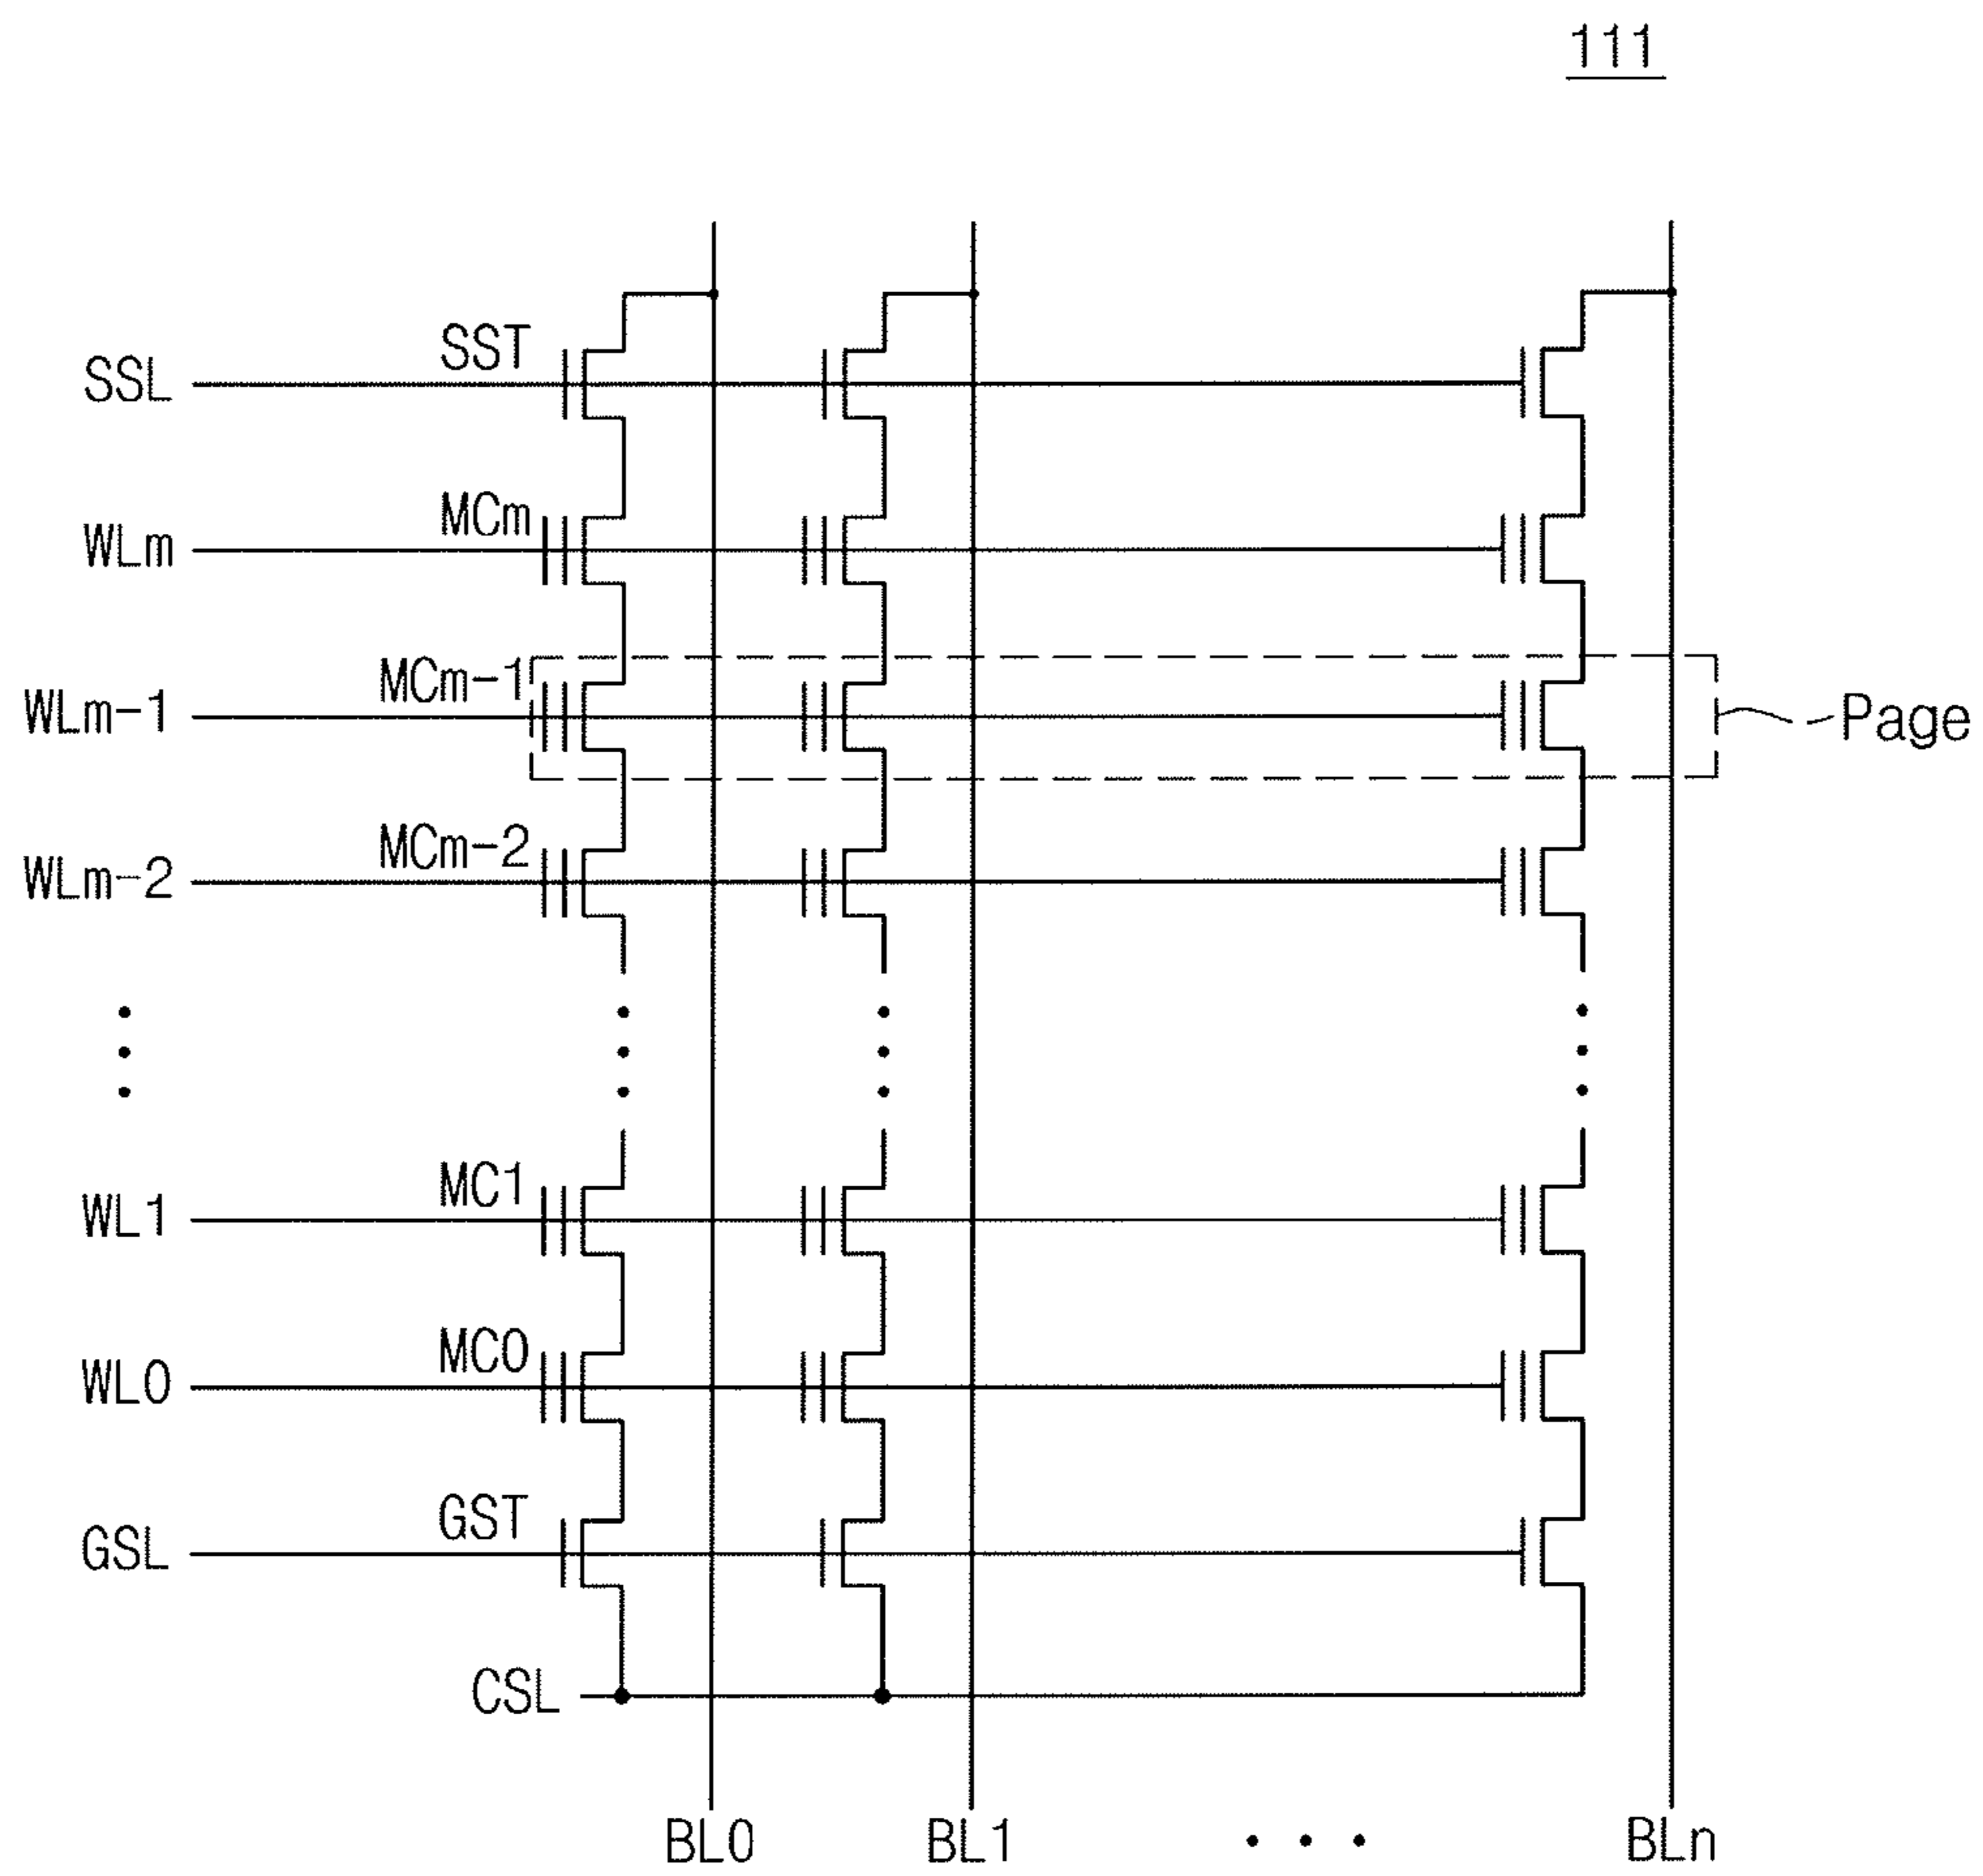 111
SST
SSL
MCm
WLm
MCm-1
WLm-1
Page
MCm-2
WLm-2
MC1
WL1
MC0
WL0
GST
GSL
CSL
BL0 BL1 • • • BLn